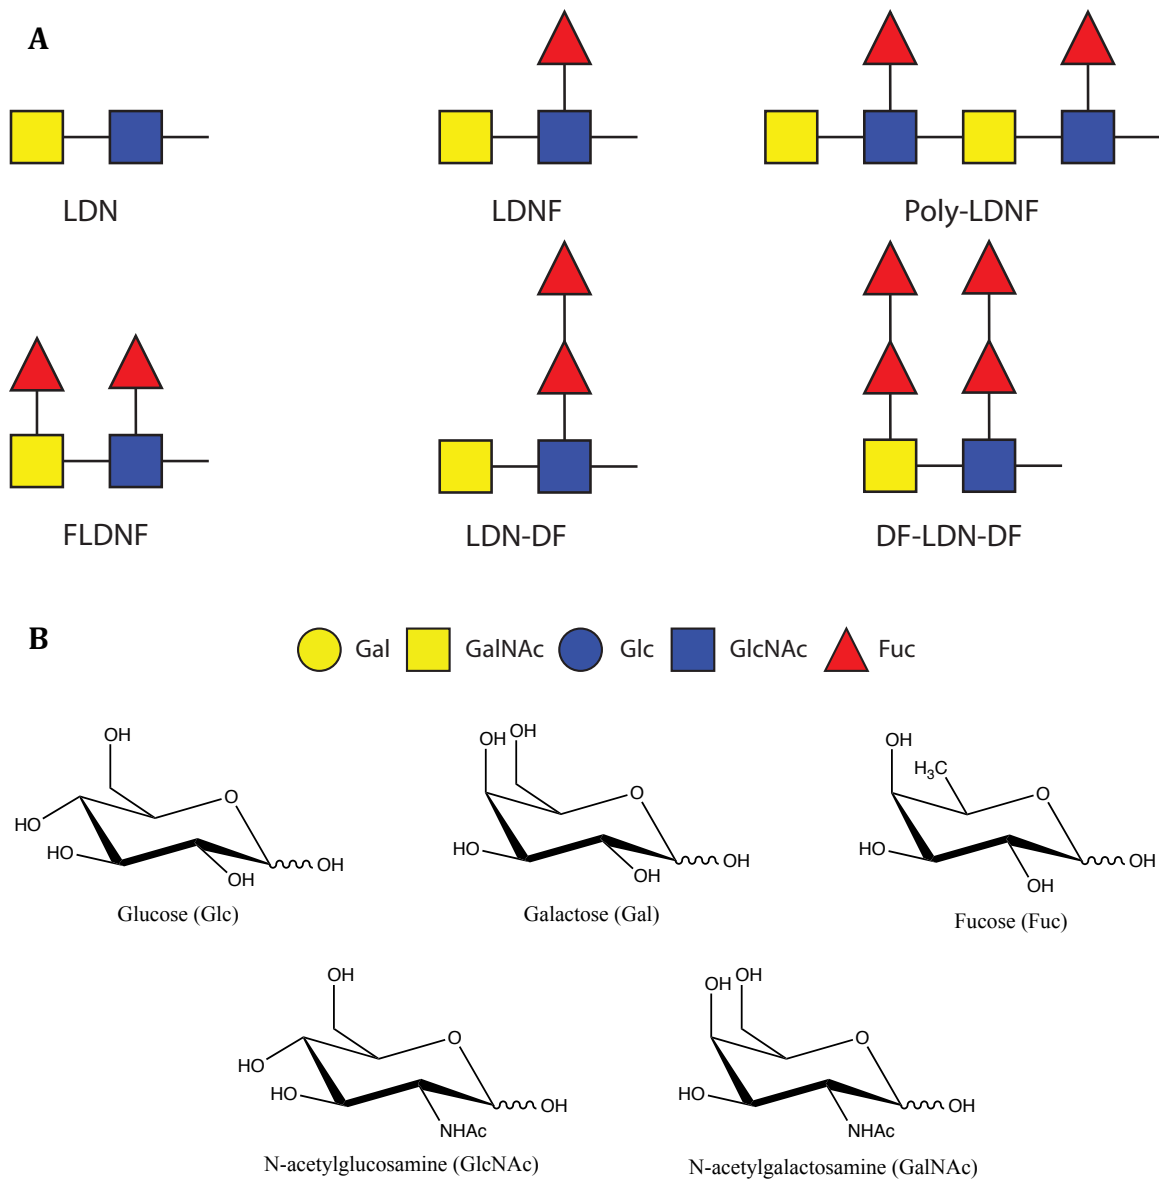 A
LDN
LDNF
Poly-LDNF
FLDNF
LDN-DF
DF-LDN-DF
B
Gal GalNAc Glc GlcNAc Fuc
OH
HO
HO
O
OH
OH
Glucose (Glc)
OH OH
HO
O
OH
OH
Galactose (Gal)
OH
H₃C
HO
O
OH
OH
Fucose (Fuc)
OH
HO
HO
O
NHAc
OH
N-acetylglucosamine (GlcNAc)
OH OH
HO
O
NHAc
OH
N-acetylgalactosamine (GalNAc)